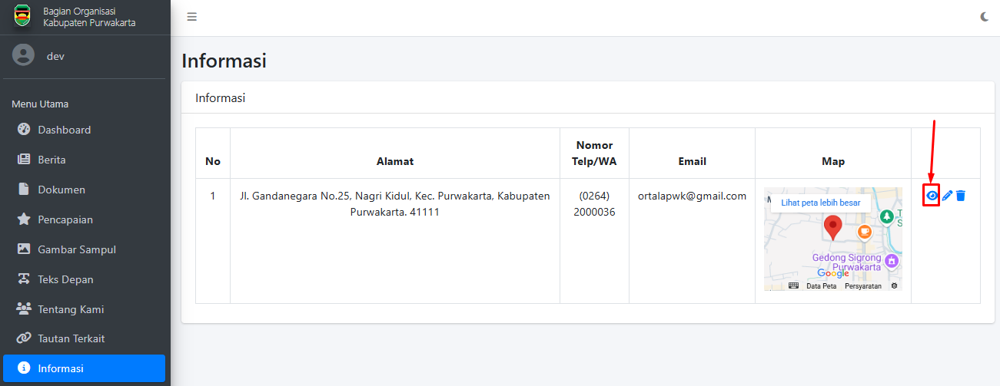 Bagian Organisasi
Kabupaten Purwakarta
dev
Menu Utama
Dashboard
Berita
Dokumen
Pencapaian
Gambar Sampul
Teks Depan
Tentang Kami
Tautan Terkait
Informasi
Informasi
Informasi
No
Alamat
Nomor
Telp/WA
Email
Map
1
Jl. Gandanegara No.25, Nagri Kidul, Kec. Purwakarta, Kabupaten
Purwakarta. 41111
(0264)
2000036
ortalapwk@gmail.com
Lihat peta lebih besar
Gedong Sigrong
Purwakarta
Google
Data Peta
Persyaratan